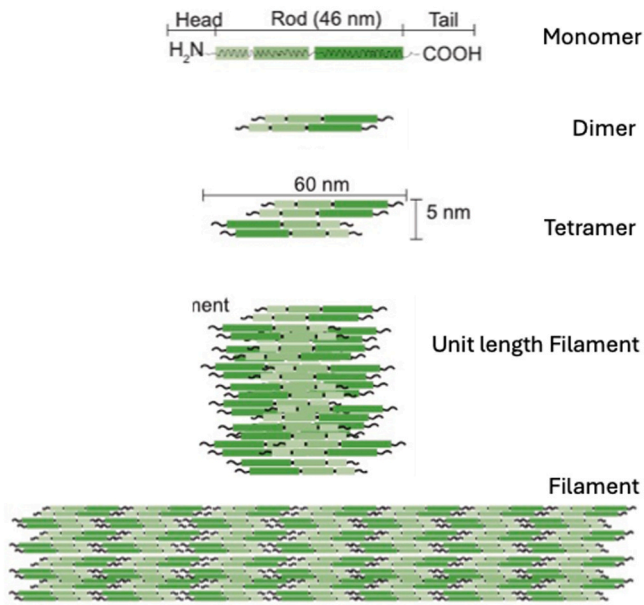 Head Rod (46 nm) Tail
H₂N COOH
Monomer
Dimer
60 nm
5 nm
Tetramer
nent
Unit length Filament
Filament